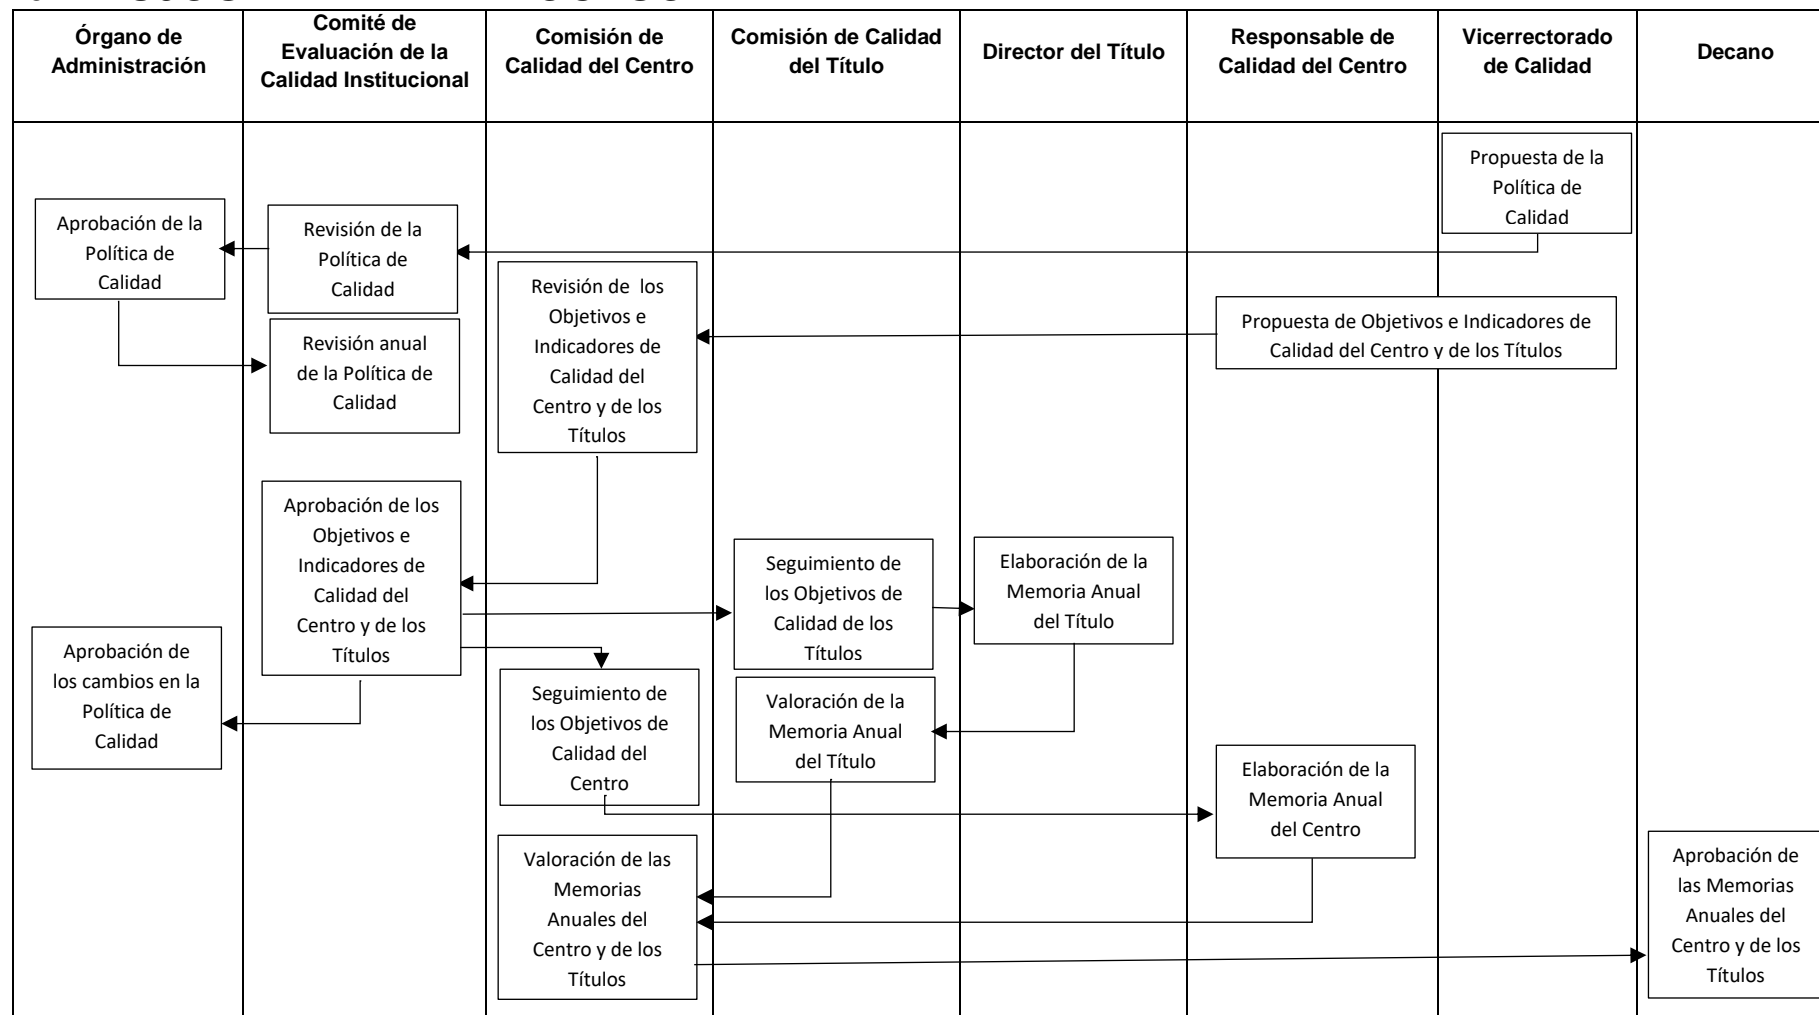 Órgano de
Administración
Comité de
Evaluación de la
Calidad Institucional
Comisión de
Calidad del Centro
Comisión de Calidad
del Título
Director del Título
Responsable de
Calidad del Centro
Vicerrectorado
de Calidad
Decano
Propuesta de la
Política de
Calidad
Aprobación de la
Política de
Calidad
Revisión de la
Política de
Calidad
Revisión de los
Objetivos e
Indicadores de
Calidad del
Centro y de los
Títulos
Propuesta de Objetivos e Indicadores de
Calidad del Centro y de los Títulos
Revisión anual
de la Política de
Calidad
Aprobación de los
Objetivos e
Indicadores de
Calidad del
Centro y de los
Títulos
Seguimiento de
los Objetivos de
Calidad de los
Títulos
Elaboración de la
Memoria Anual
del Título
Aprobación de
los cambios en la
Política de
Calidad
Seguimiento de
los Objetivos de
Calidad del
Centro
Valoración de la
Memoria Anual
del Título
Elaboración de la
Memoria Anual
del Centro
Valoración de las
Memorias
Anuales del
Centro y de los
Títulos
Aprobación de
las Memorias
Anuales del
Centro y de los
Títulos